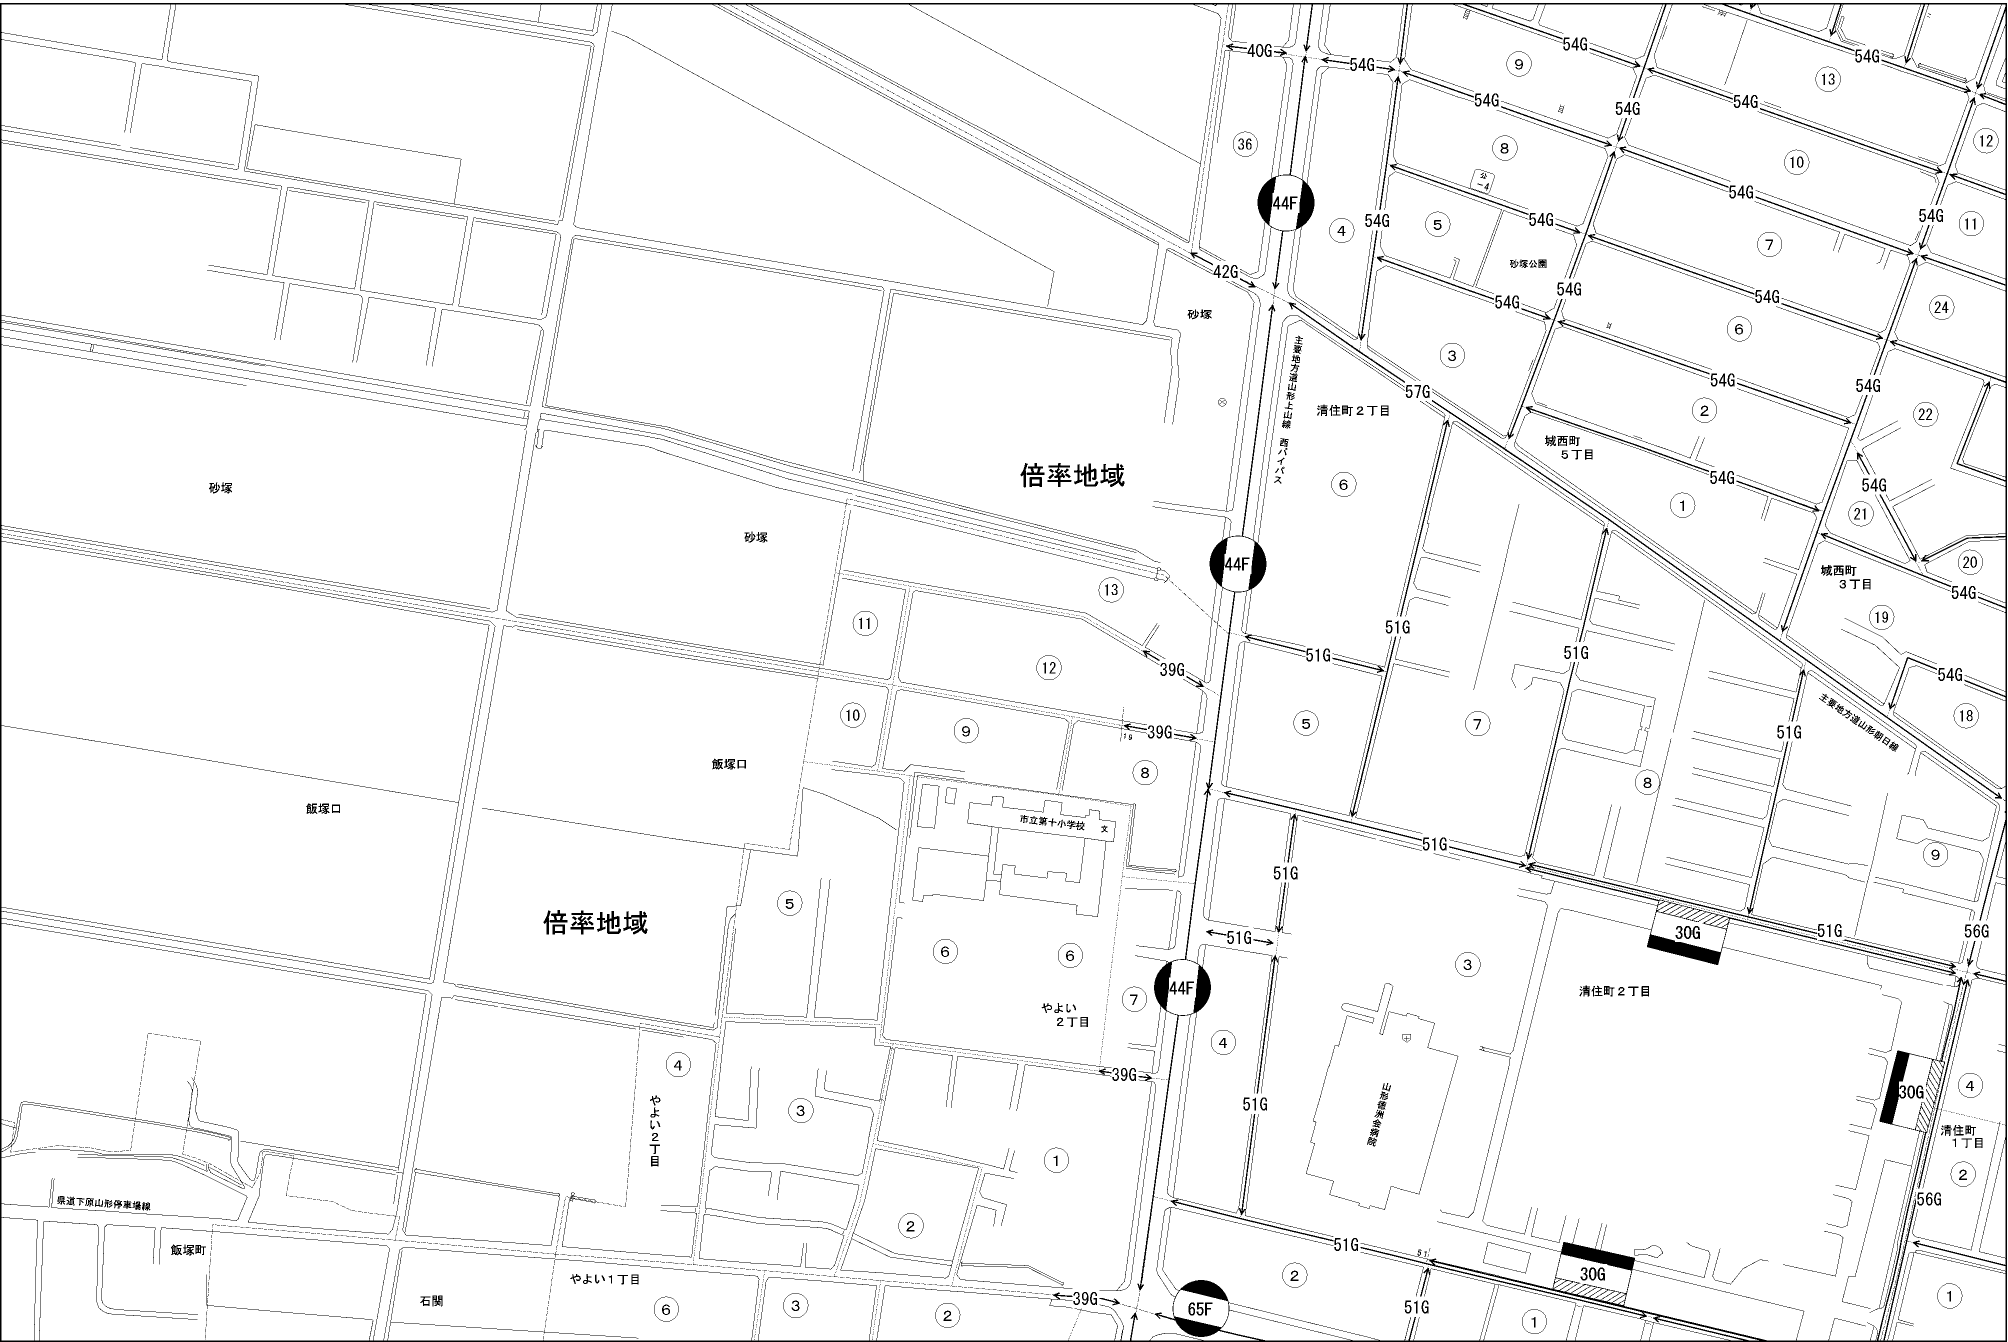 40G
54G
54G
54G
9
13
54G
54G
54G
12
36
8
10
公
-4
54G
44F
4
54G
5
54G
7
54G
11
42G
砂塚公園
54G
54G
54G
24
砂塚
主要地方道山形上山線 西バイパス
3
6
57G
54G
54G
清住町2丁目
2
22
城西町
5丁目
倍率地域
6
54G
54G
1
21
砂塚
砂塚
44F
13
城西町
3丁目
20
54G
11
19
51G
51G
51G
12
39G
54G
10
9
39G
5
7
51G
18
主要地方道山形朝日線
飯塚口
8
8
飯塚口
市立第十小学校
文
51G
9
51G
5
倍率地域
51G
30G
51G
56G
6
6
3
清住町2丁目
44F
7
やよい
2丁目
4
4
39G
30G
4
やよい2丁目
3
51G
山形徳洲会病院
清住町
1丁目
1
2
県道下原山形停車場線
56G
2
51G
飯塚町
やよい1丁目
2
30G
石関
6
3
2
39G
65F
51G
1
1